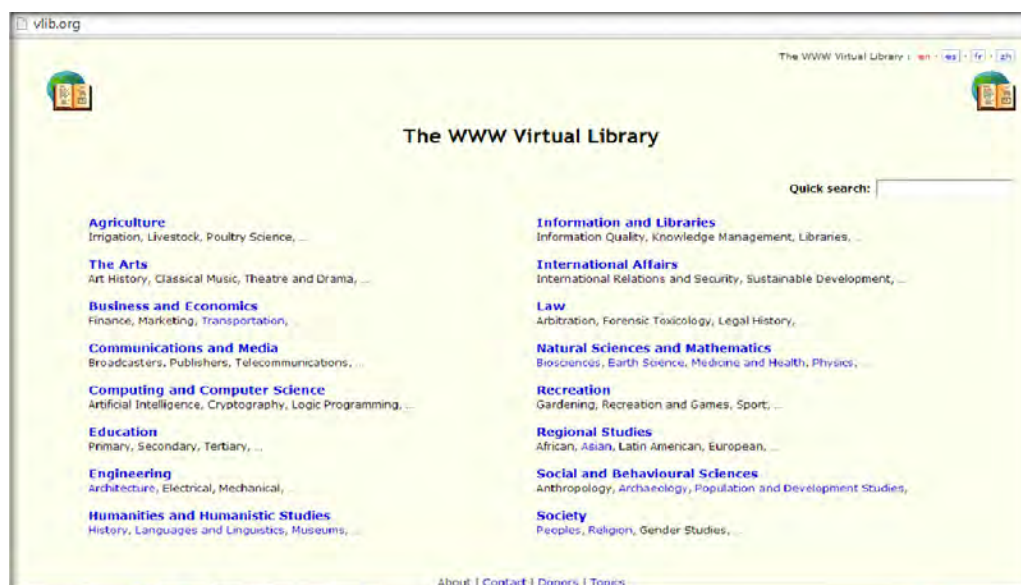 vlib.org
The WWW Virtual Library : en · es · fr · zh
The WWW Virtual Library
Quick search:
Agriculture
Irrigation, Livestock, Poultry Science, ...
The Arts
Art History, Classical Music, Theatre and Drama, ...
Business and Economics
Finance, Marketing, Transportation, ...
Communications and Media
Broadcasters, Publishers, Telecommunications, ...
Computing and Computer Science
Artificial Intelligence, Cryptography, Logic Programming, ...
Education
Primary, Secondary, Tertiary, ...
Engineering
Architecture, Electrical, Mechanical, ...
Humanities and Humanistic Studies
History, Languages and Linguistics, Museums, ...
Information and Libraries
Information Quality, Knowledge Management, Libraries, ...
International Affairs
International Relations and Security, Sustainable Development, ...
Law
Arbitration, Forensic Toxicology, Legal History, ...
Natural Sciences and Mathematics
Biosciences, Earth Science, Medicine and Health, Physics, ...
Recreation
Gardening, Recreation and Games, Sport, ...
Regional Studies
African, Asian, Latin American, European, ...
Social and Behavioural Sciences
Anthropology, Archaeology, Population and Development Studies,
Society
Peoples, Religion, Gender Studies, ...
About | Contact | Donors | Topics